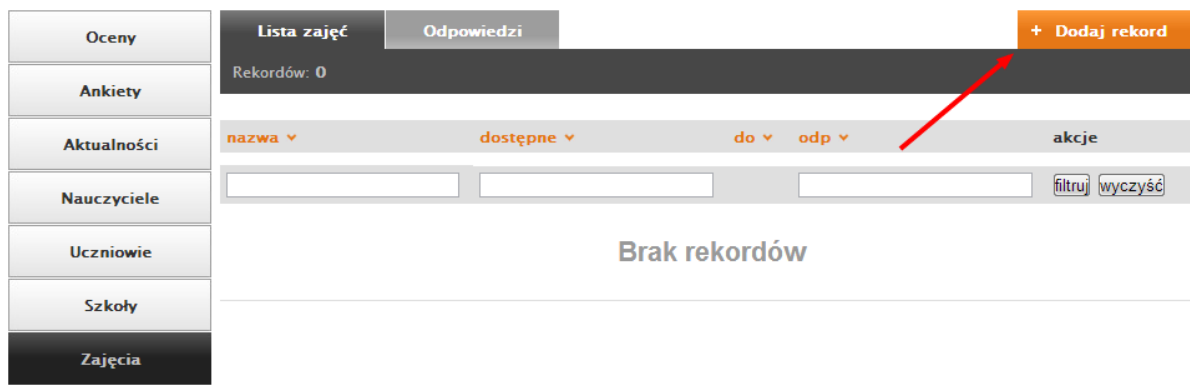 Oceny
Ankiety
Aktualności
Nauczyciele
Uczniowie
Szkoły
Zajęcia
Lista zajęć Odpowiedzi + Dodaj rekord
Rekordów: 0
nazwa dostępne do odp akcje
filtruj wyczyść
Brak rekordów